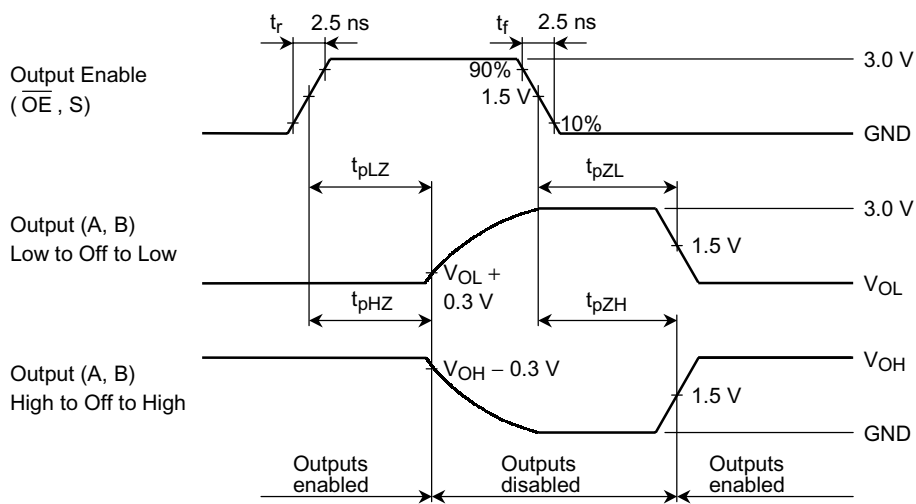 tr 2.5 ns tf 2.5 ns
Output Enable
( OE , S)
90%
1.5 V
10%
3.0 V
GND
tpLZ tpZL
Output (A, B)
Low to Off to Low
3.0 V
1.5 V
VOL +
0.3 V
VOL
tpHZ tpZH
Output (A, B)
High to Off to High
VOH
VOH − 0.3 V
1.5 V
GND
Outputs
enabled
Outputs
disabled
Outputs
enabled